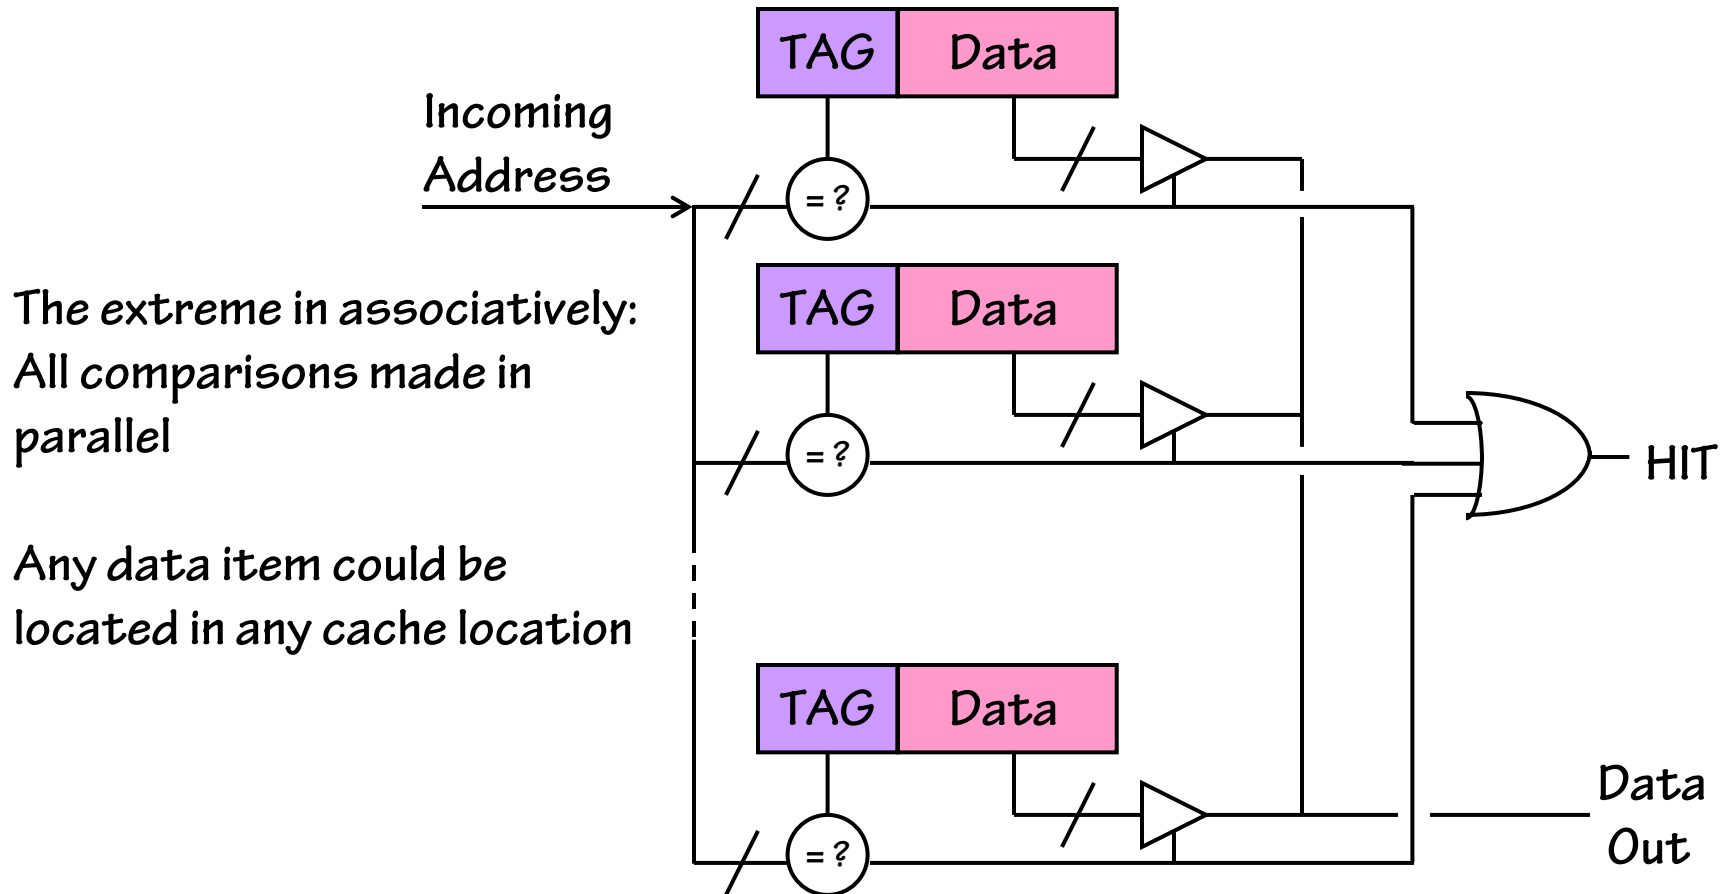 TAG Data
Incoming
Address
= ?
The extreme in associatively:
All comparisons made in
parallel
TAG Data
= ?
HIT
Any data item could be
located in any cache location
TAG Data
= ?
Data
Out